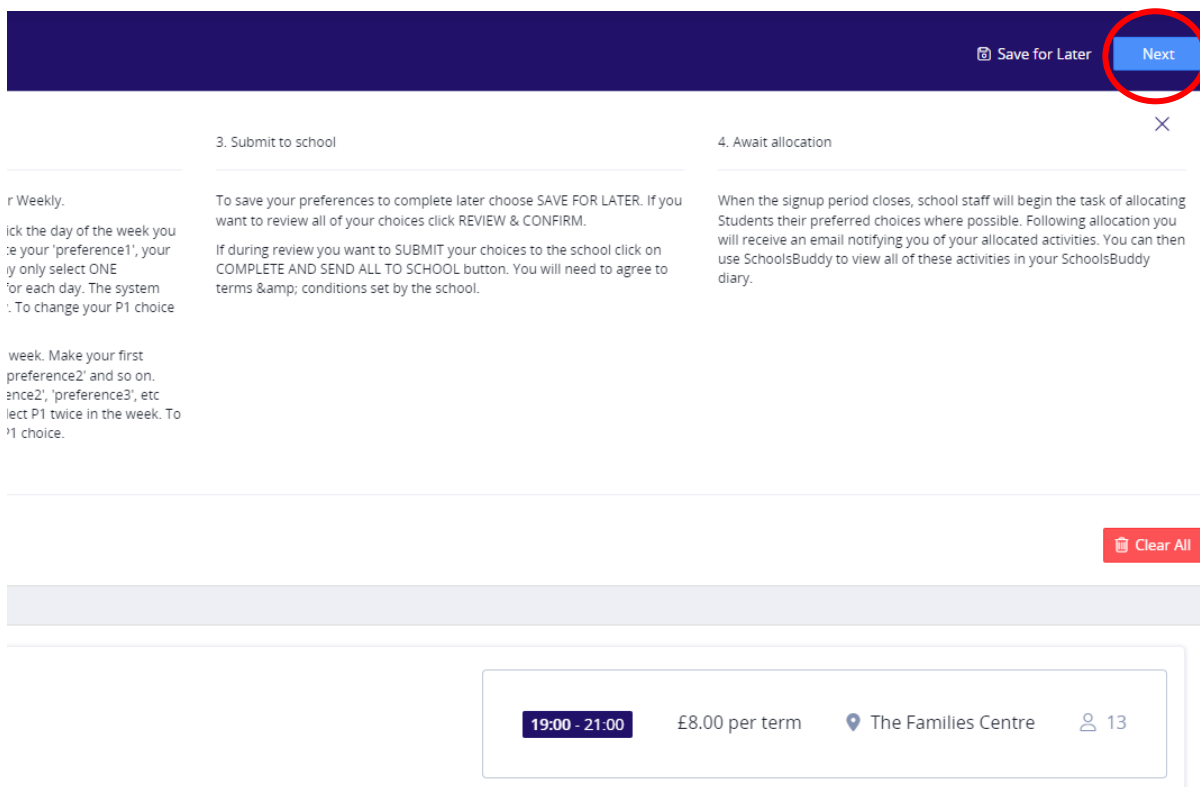 Save for Later
Next
3. Submit to school
4. Await allocation
r Weekly.
ick the day of the week you
te your 'preference1', your
ay only select ONE
for each day. The system
. To change your P1 choice
week. Make your first
preference2' and so on.
ence2', 'preference3', etc
lect P1 twice in the week. To
P1 choice.
To save your preferences to complete later choose SAVE FOR LATER. If you
want to review all of your choices click REVIEW & CONFIRM.
If during review you want to SUBMIT your choices to the school click on
COMPLETE AND SEND ALL TO SCHOOL button. You will need to agree to
terms &amp; conditions set by the school.
When the signup period closes, school staff will begin the task of allocating
Students their preferred choices where possible. Following allocation you
will receive an email notifying you of your allocated activities. You can then
use SchoolsBuddy to view all of these activities in your SchoolsBuddy
diary.
Clear All
19:00 - 21:00 £8.00 per term The Families Centre 13